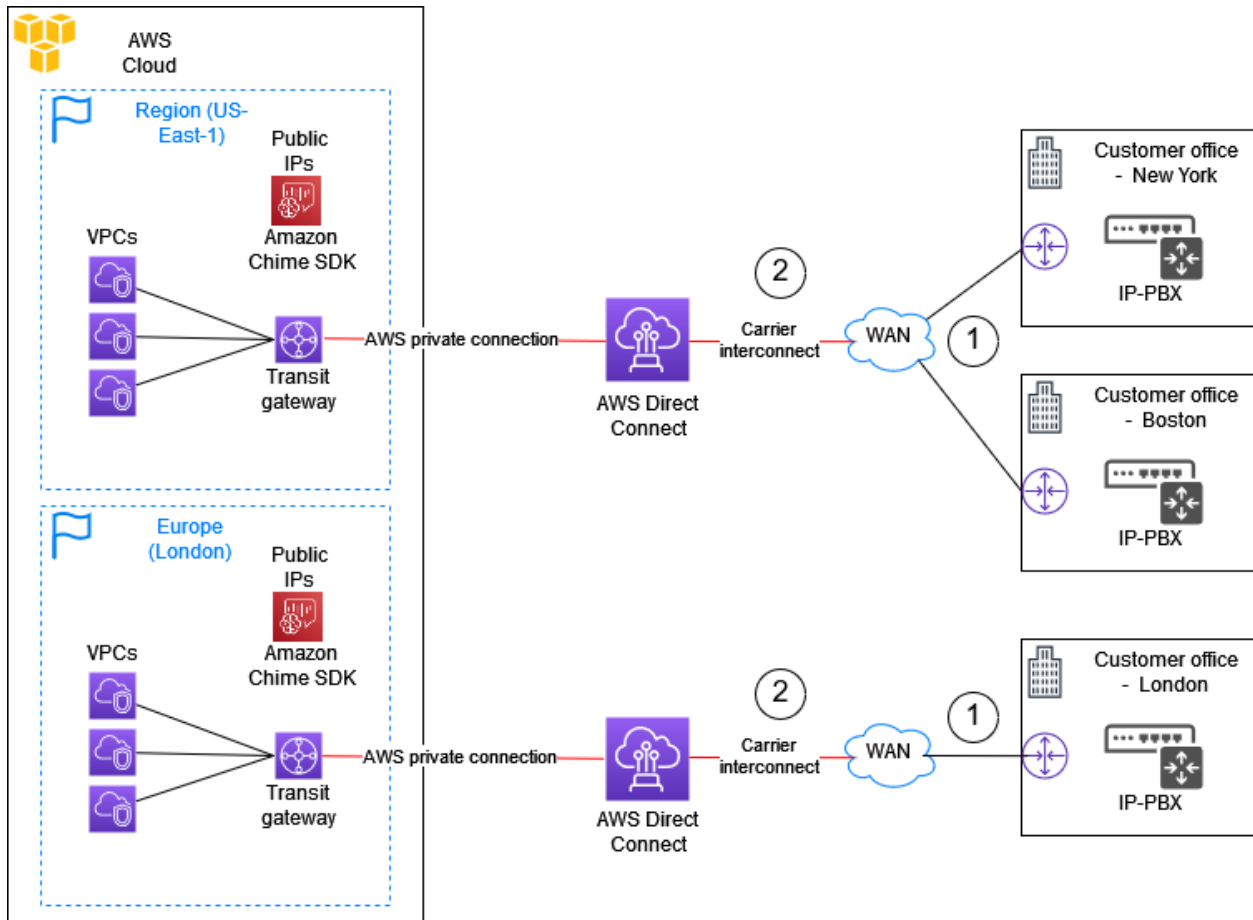 AWS
Cloud
Region (US-
East-1)
Public
IPs
Amazon
Chime SDK
VPCs
Transit
gateway
AWS private connection
AWS Direct
Connect
2
Carrier
interconnect
WAN
1
Customer office
- New York
IP-PBX
Customer office
- Boston
IP-PBX
Europe
(London)
Public
IPs
Amazon
Chime SDK
VPCs
Transit
gateway
AWS private connection
AWS Direct
Connect
2
Carrier
interconnect
WAN
1
Customer office
- London
IP-PBX